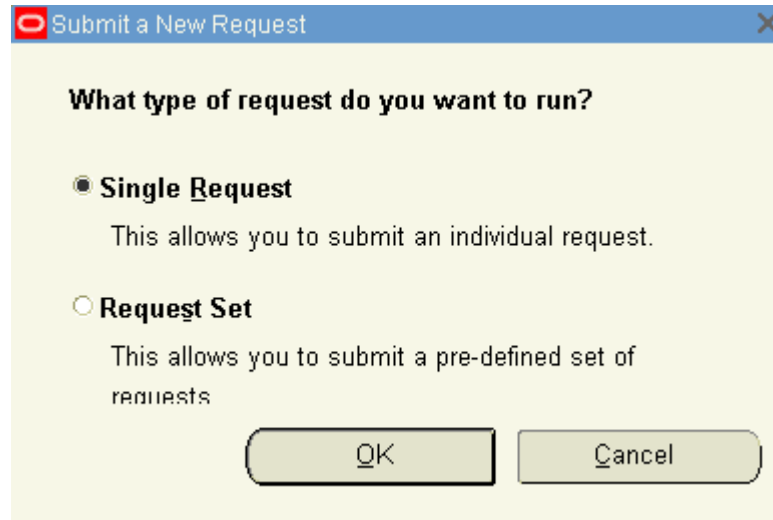 Submit a New Request
What type of request do you want to run?
Single Request
This allows you to submit an individual request.
Request Set
This allows you to submit a pre-defined set of
requests
OK
Cancel